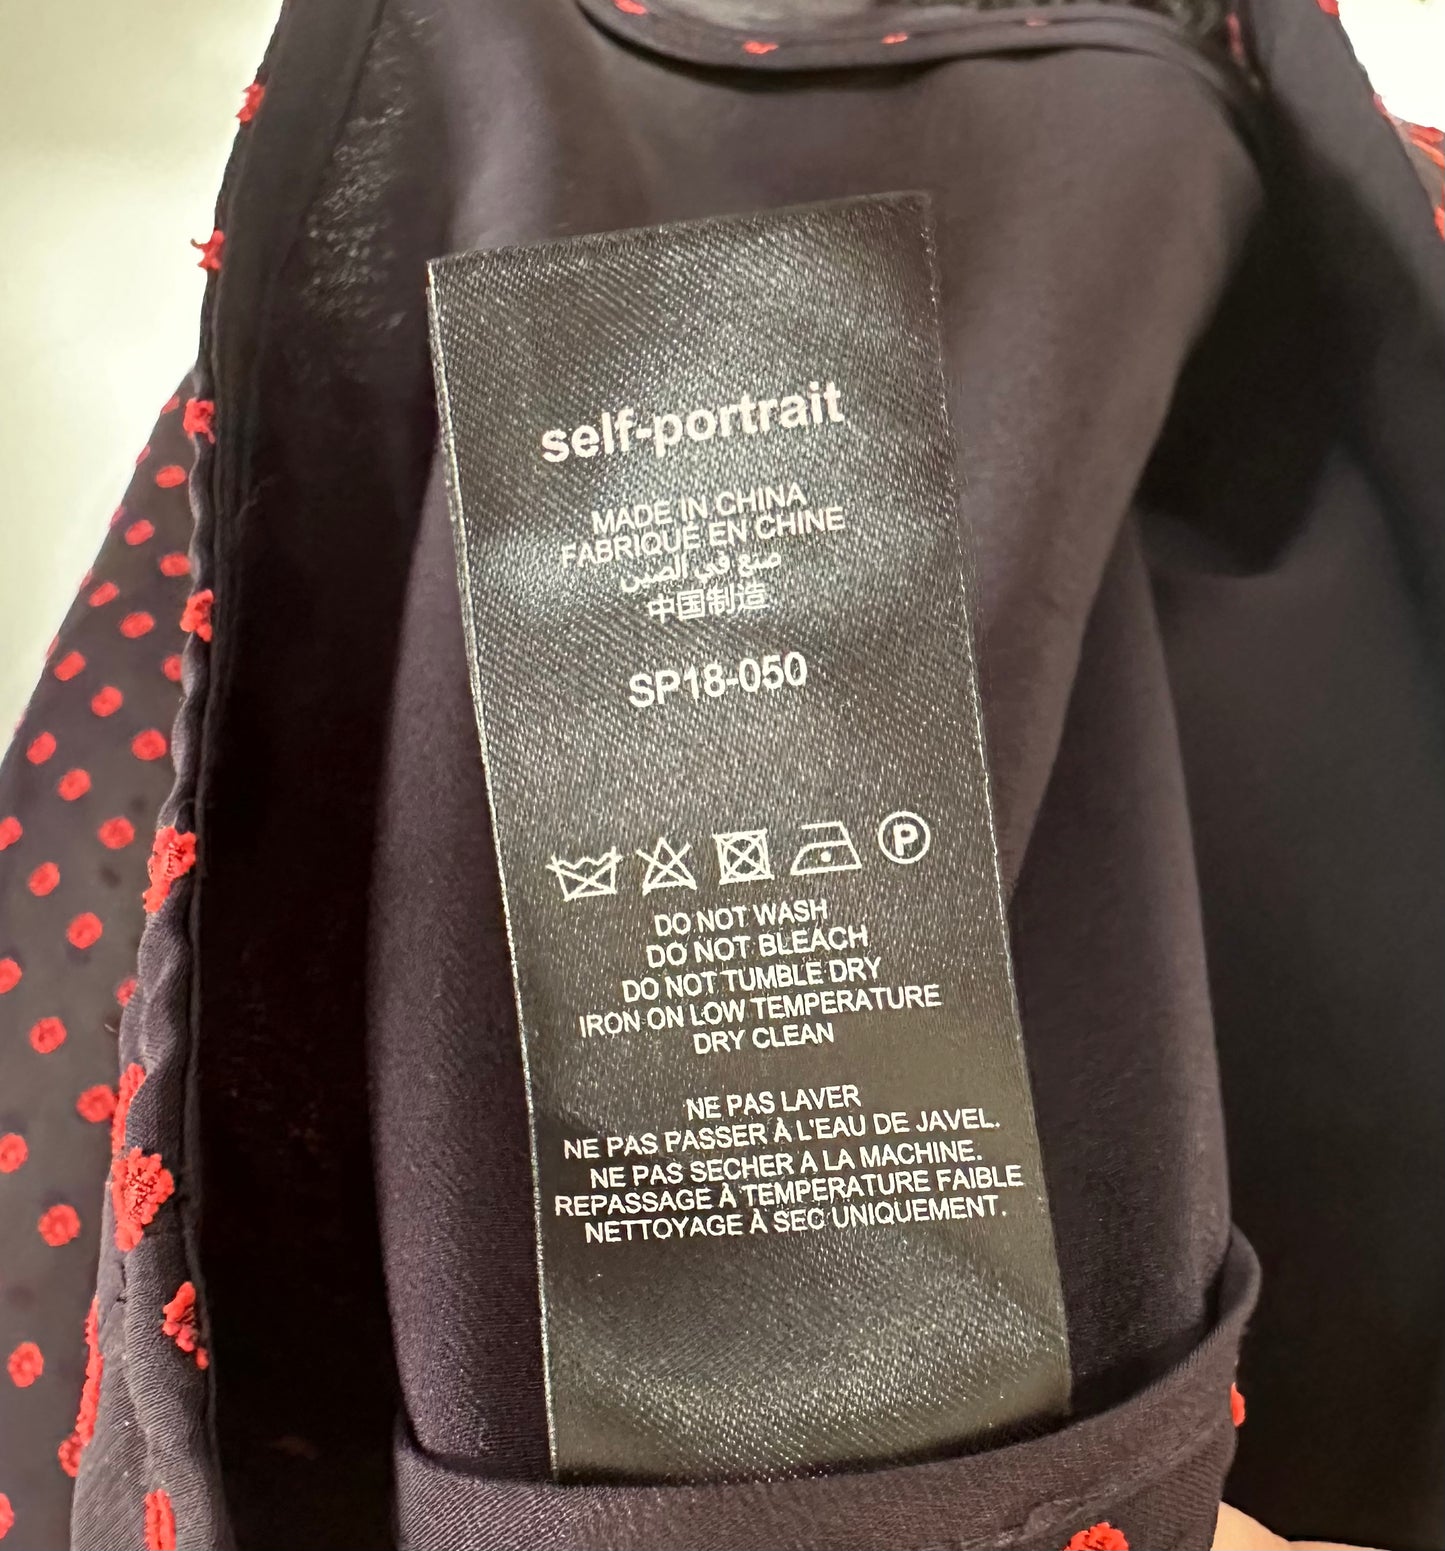 self-portrait
MADE IN CHINA
FABRIQUÉ EN CHINE
صنع في الصين
中国制造
SP18-050
P
DO NOT WASH
DO NOT BLEACH
DO NOT TUMBLE DRY
IRON ON LOW TEMPERATURE
DRY CLEAN
NE PAS LAVER
NE PAS PASSER À L'EAU DE JAVEL.
NE PAS SECHER A LA MACHINE.
REPASSAGE À TEMPERATURE FAIBLE
NETTOYAGE À SEC UNIQUEMENT.